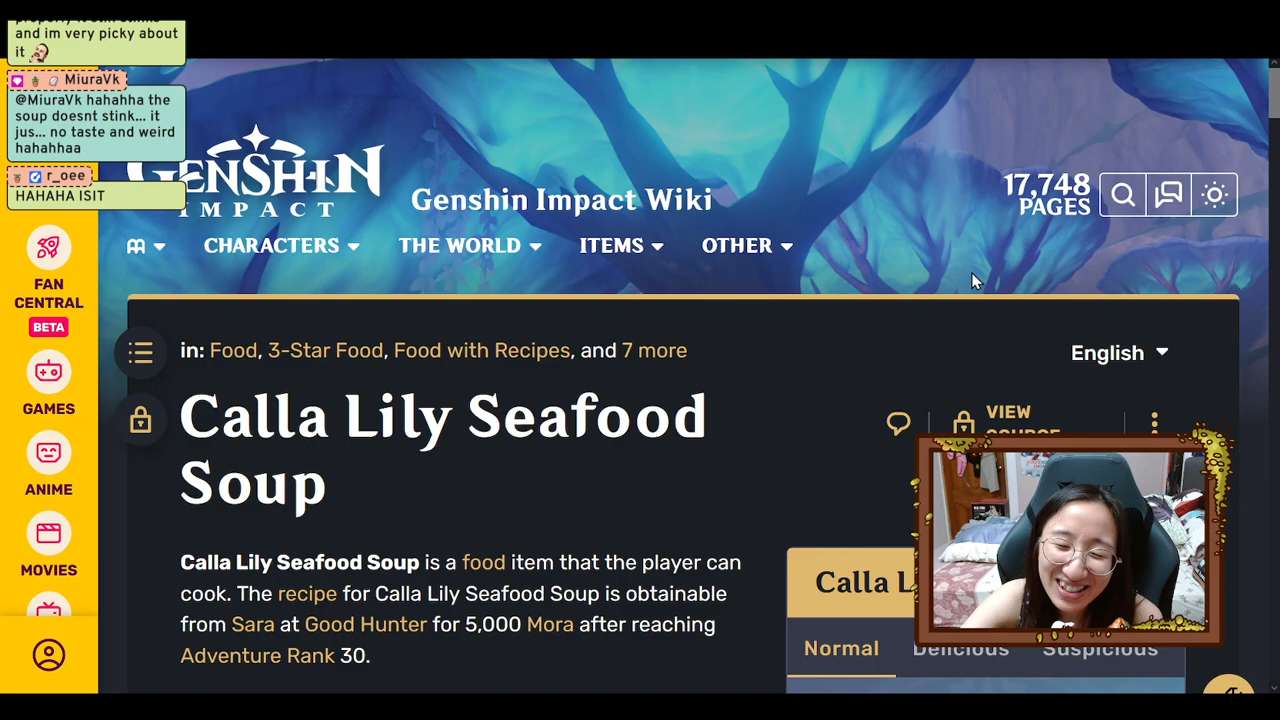 and im very picky about
it
MiuraVk
@MiuraVk hahahha the
soup doesnt stink... it
jus... no taste and weird
hahahhaa
r_oee
HAHAHA ISIT
GENSHIN
IMPACT
Genshin Impact Wiki
17,748
PAGES
CHARACTERS
THE WORLD
ITEMS
OTHER
FAN
CENTRAL
BETA
GAMES
ANIME
MOVIES
in: Food, 3-Star Food, Food with Recipes, and 7 more
English
Calla Lily Seafood
Soup
VIEW
Calla Lily Seafood Soup is a food item that the player can
cook. The recipe for Calla Lily Seafood Soup is obtainable
from Sara at Good Hunter for 5,000 Mora after reaching
Adventure Rank 30.
Calla L
Normal
Delicious
Suspicious